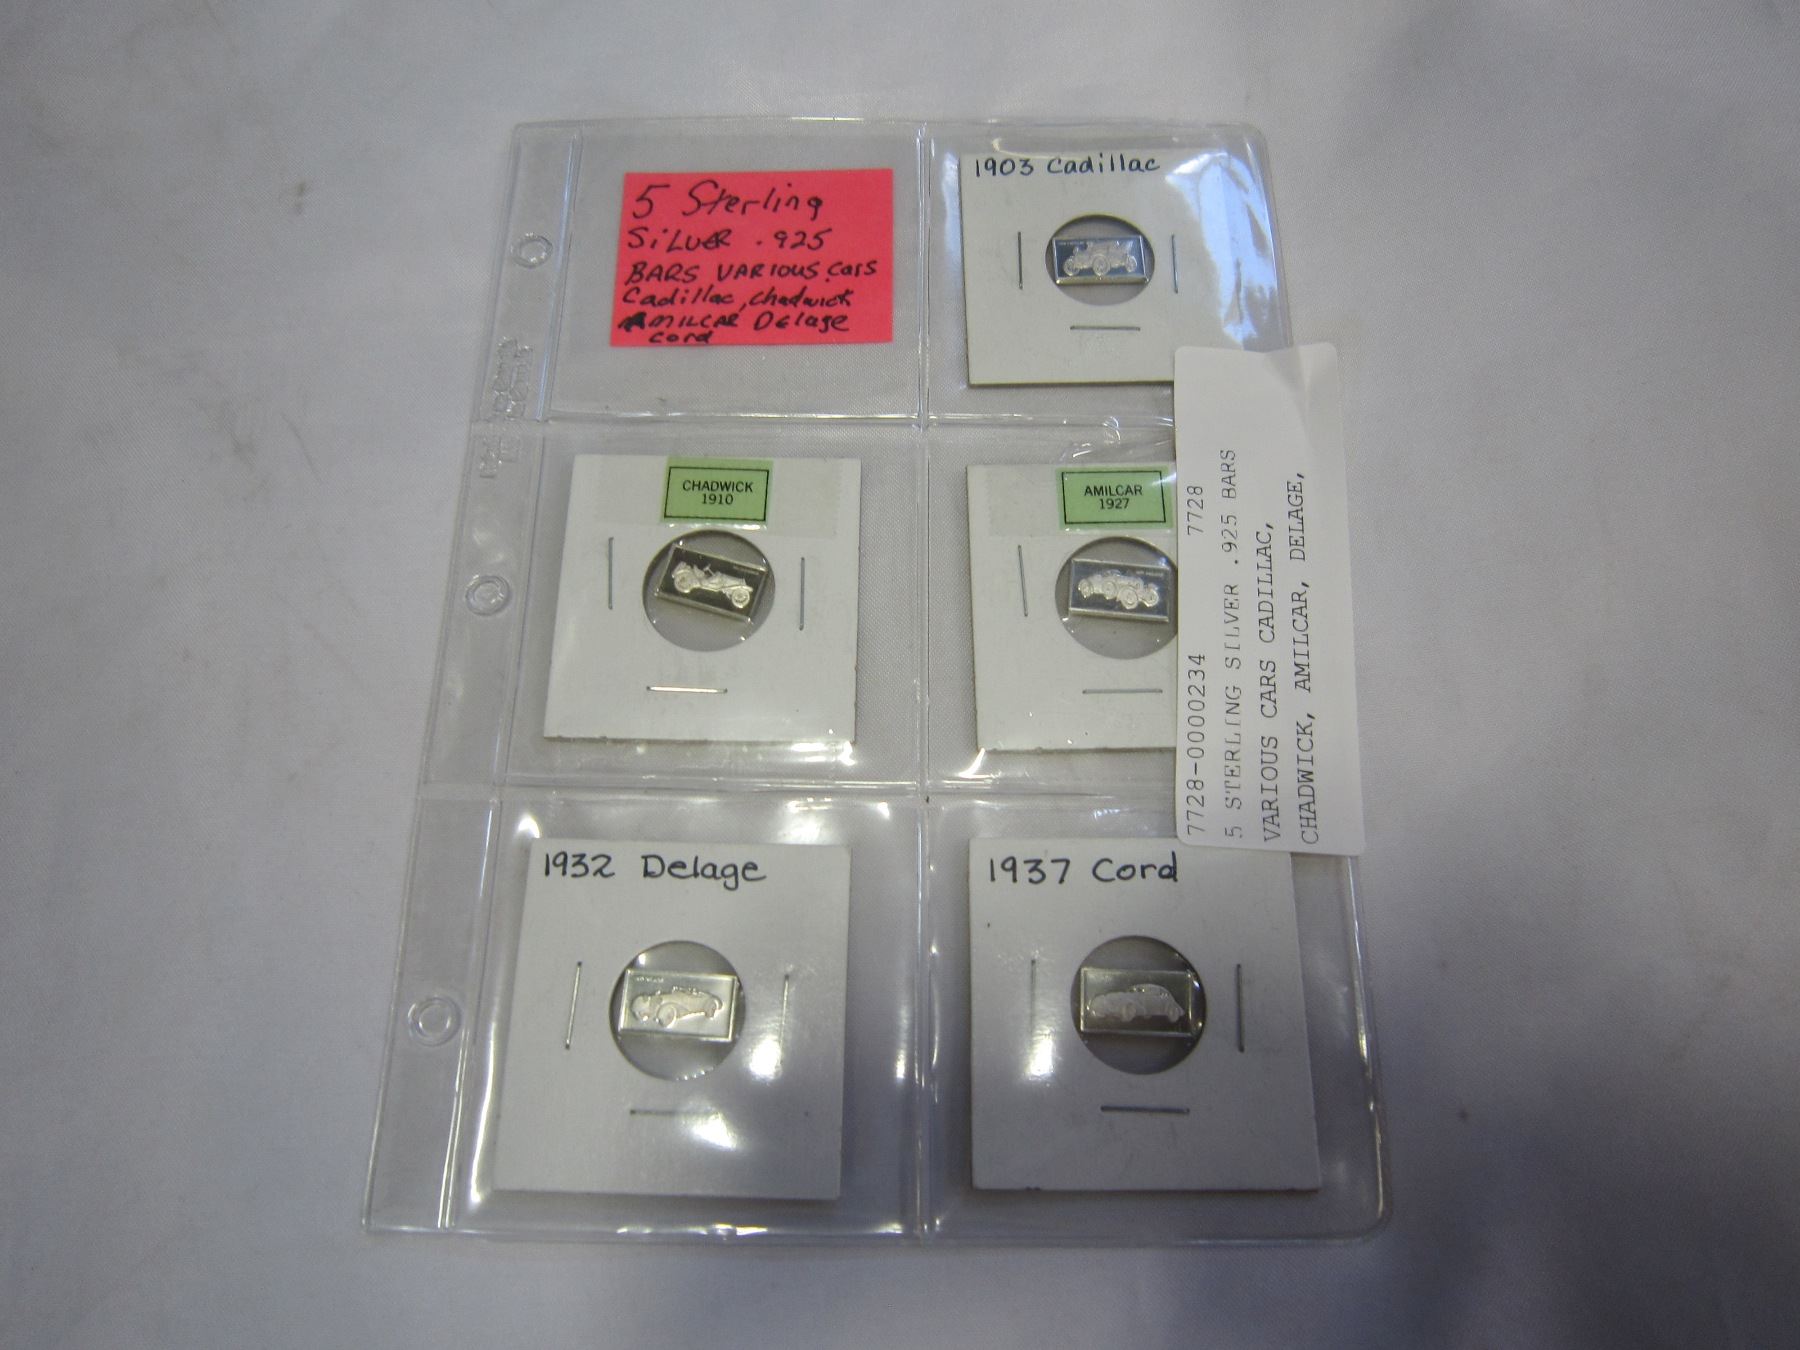 5 Sterling
SILVER .925
BARS VARIOUS Cars
Cadillac, Chadwick
AMILCAR Delage
Cord
1903 Cadillac
CHADWICK
1910
AMILCAR
1927
7728-0000234 7728
5 STERLING SILVER .925 BARS
VARIOUS CARS CADILLAC,
CHADWICK, AMILCAR, DELAGE,
1932 Delage
1937 Cord